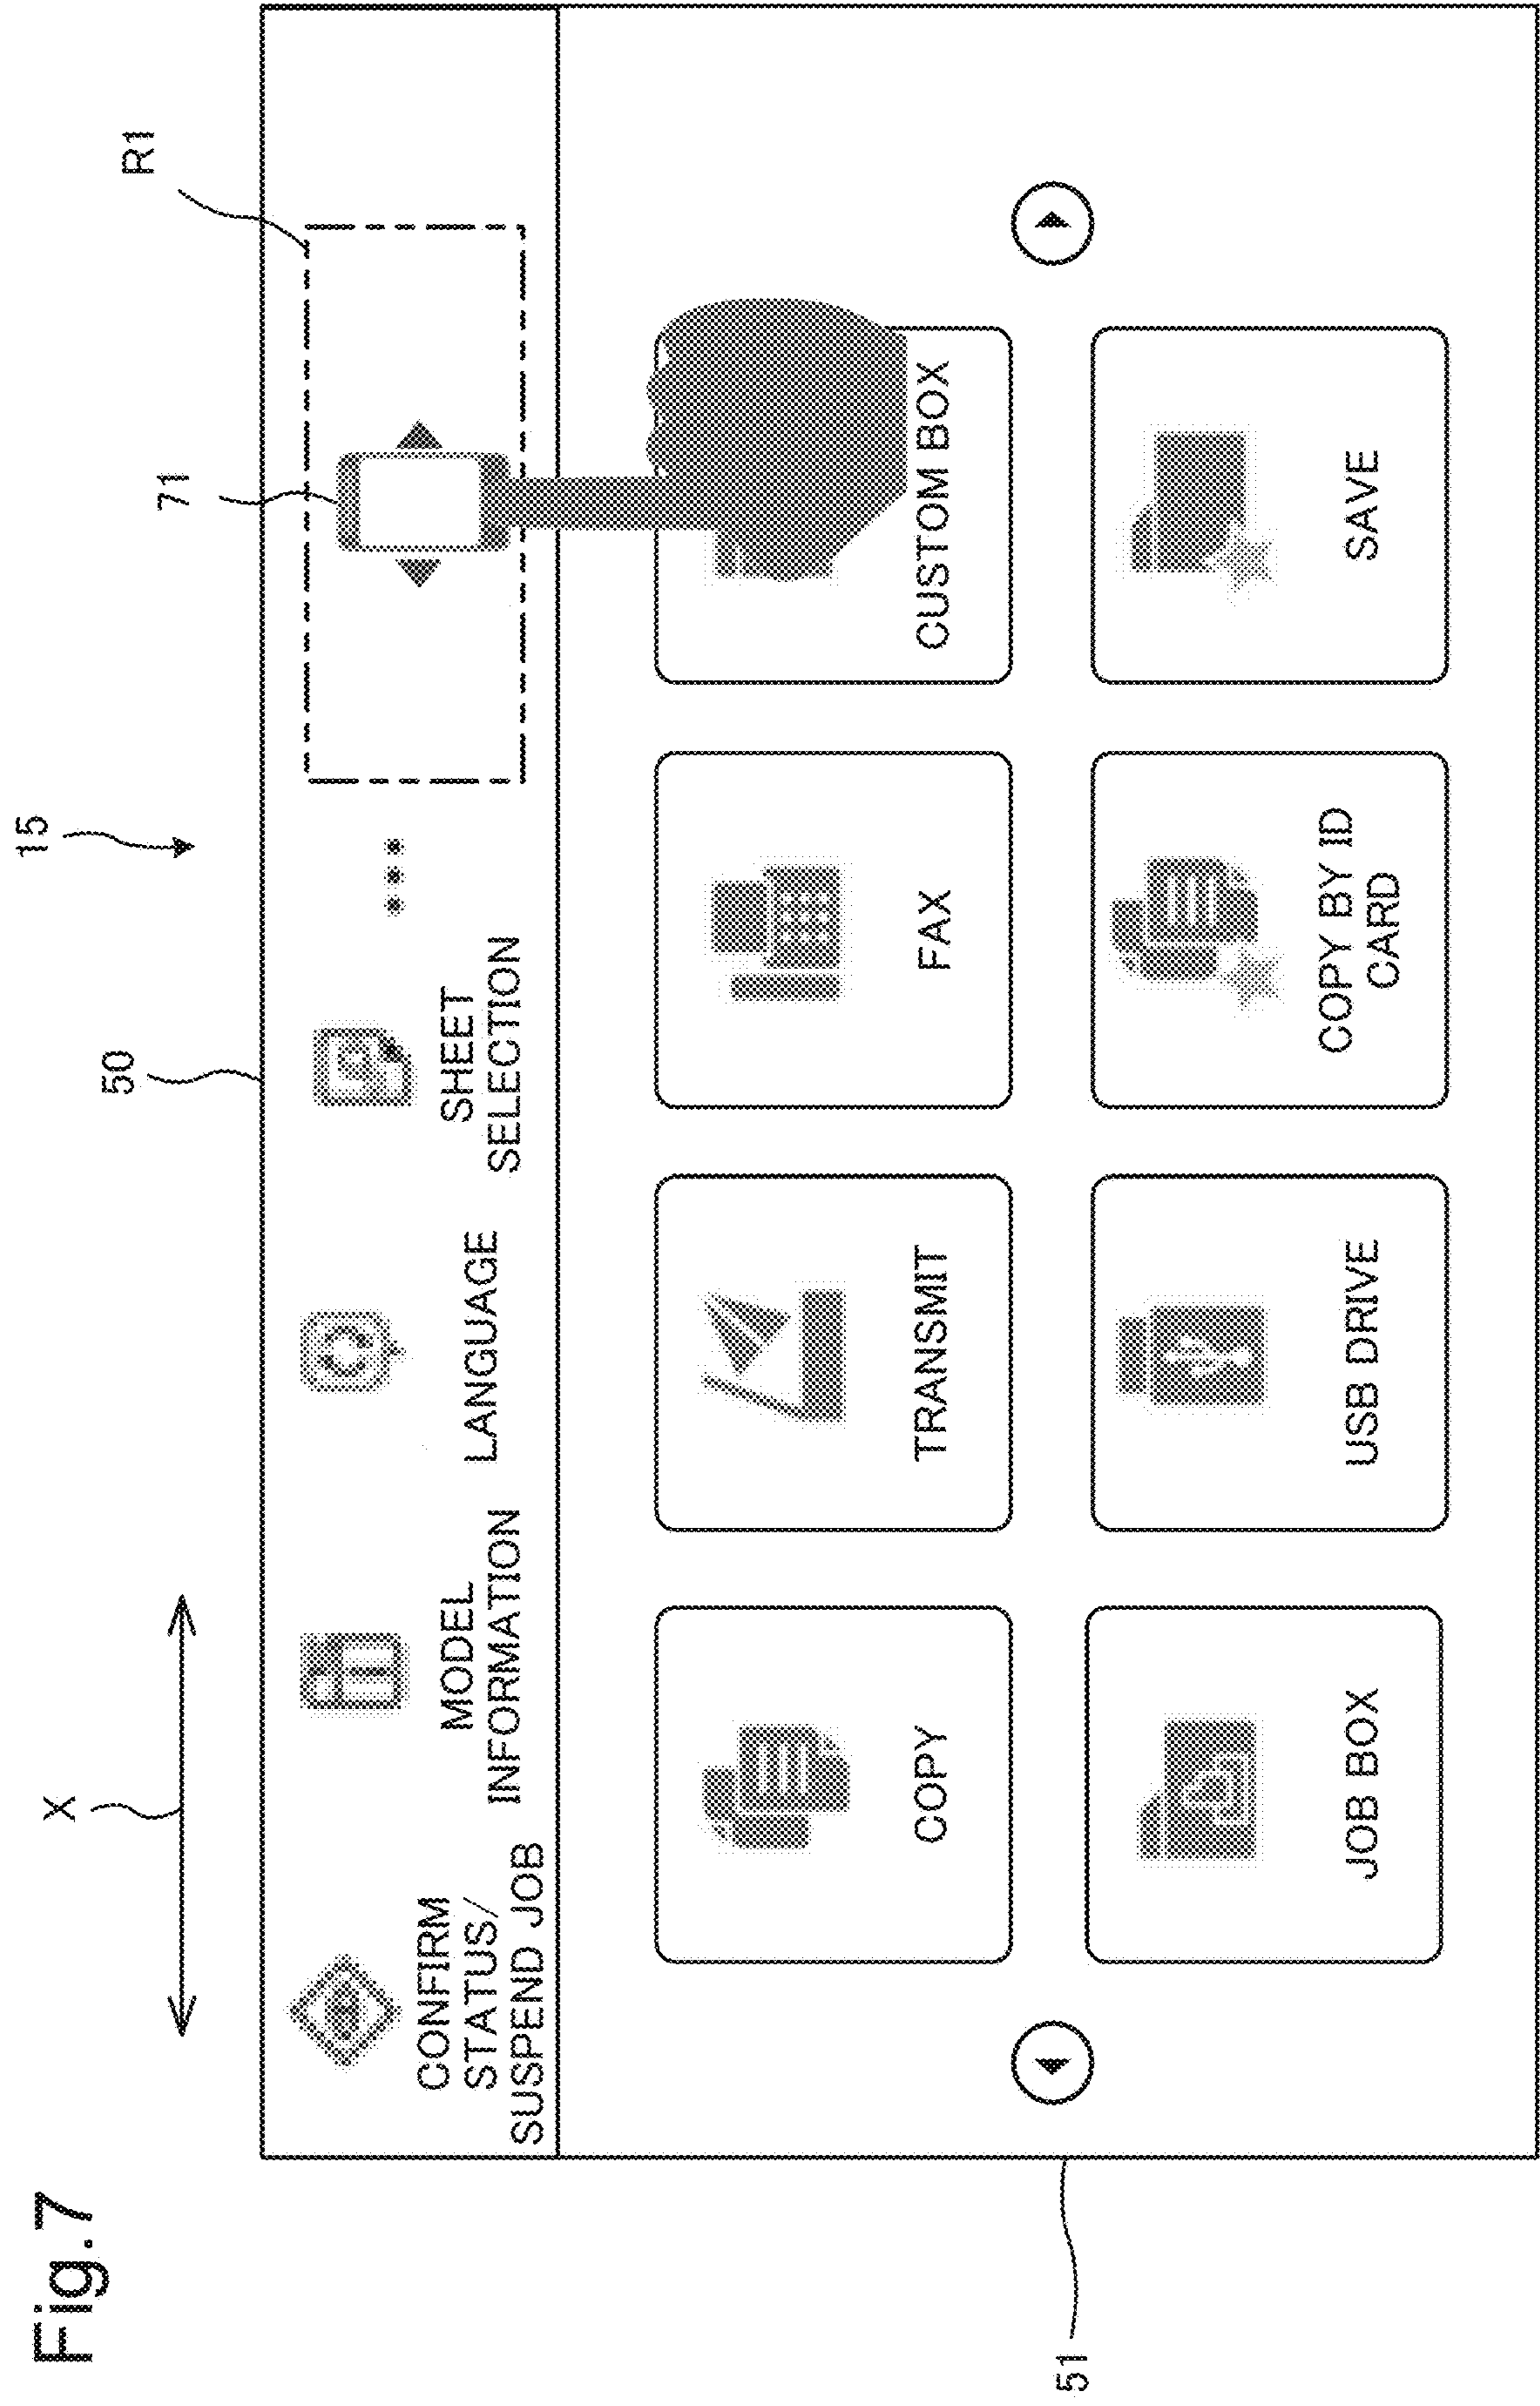 Fig.7
X
15
R1
50
71
CONFIRM
STATUS/
SUSPEND JOB
MODEL
INFORMATION
LANGUAGE
SHEET
SELECTION
COPY
TRANSMIT
FAX
CUSTOM BOX
JOB BOX
USB DRIVE
COPY BY ID
CARD
SAVE
51